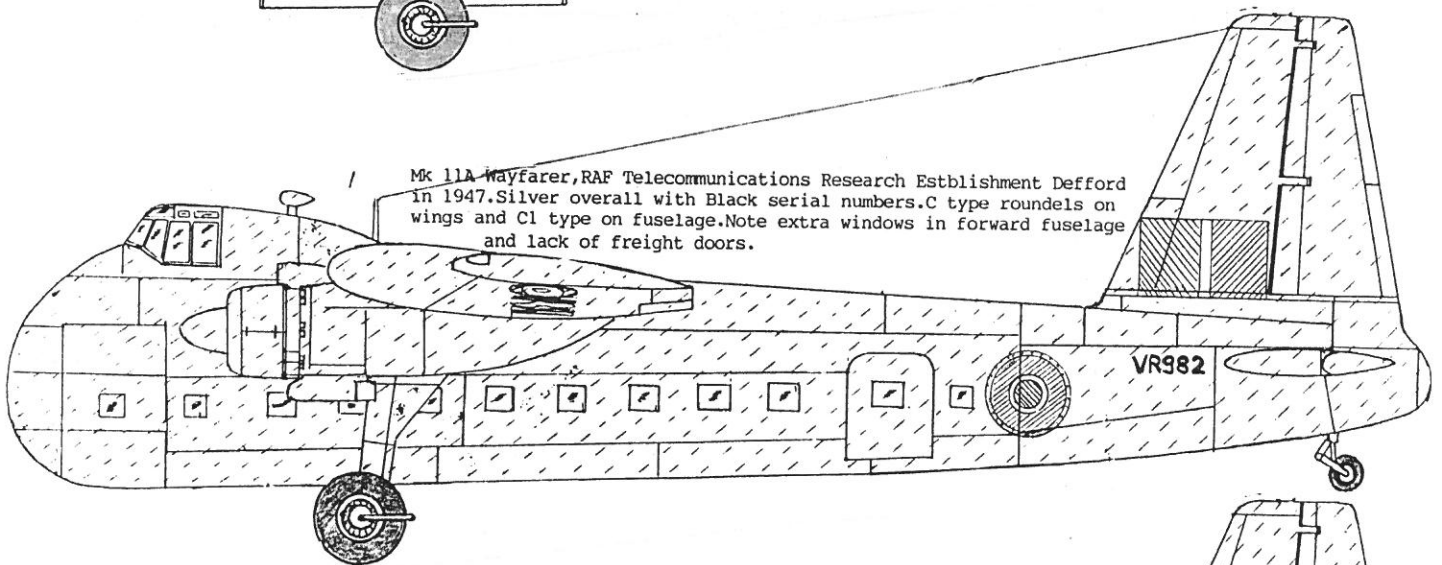 Mk 11A Wayfarer,RAF Telecommunications Research Estblishment Defford
in 1947.Silver overall with Black serial numbers.C type roundels on
wings and C1 type on fuselage.Note extra windows in forward fuselage
and lack of freight doors.
VR982